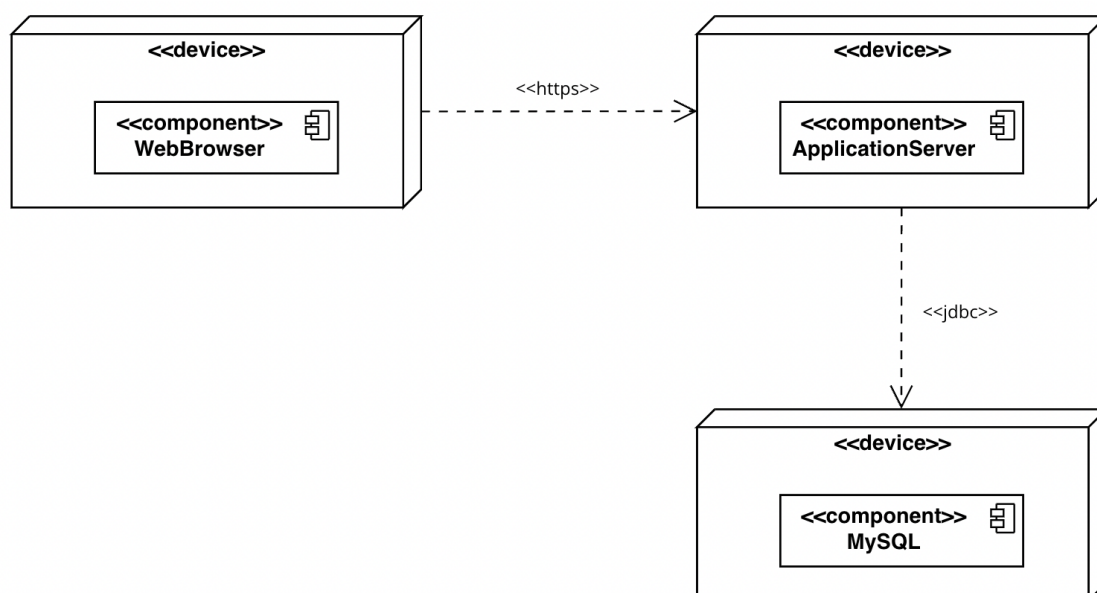 <<device>>
<<component>>
WebBrowser
<<https>>
<<device>>
<<component>>
ApplicationServer
<<jdbc>>
<<device>>
<<component>>
MySQL